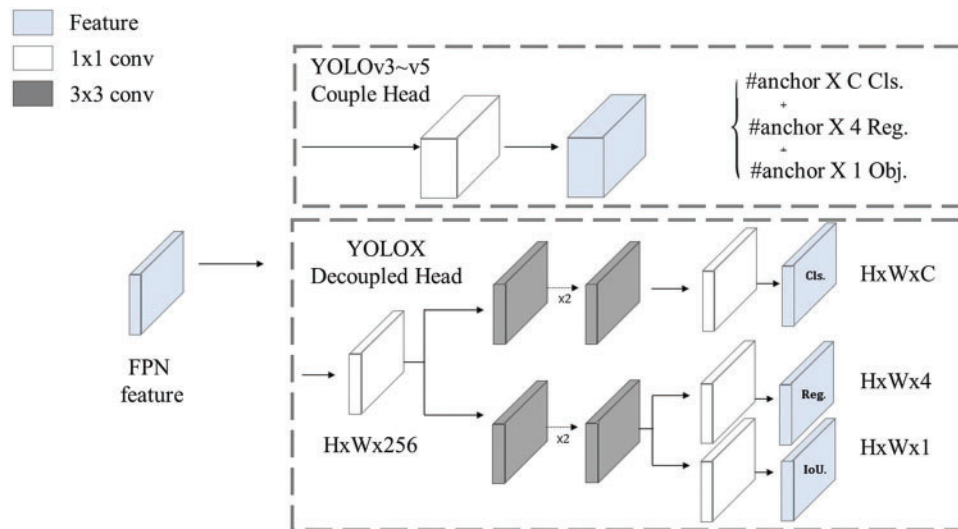 Feature
1x1 conv
3x3 conv
YOLOv3~v5
Couple Head
#anchor X C Cls.
+
#anchor X 4 Reg.
+
#anchor X 1 Obj.
FPN
feature
YOLOX
Decoupled Head
HxWx256
x2
x2
Cls.
HxWxC
Reg.
HxWx4
IoU.
HxWx1